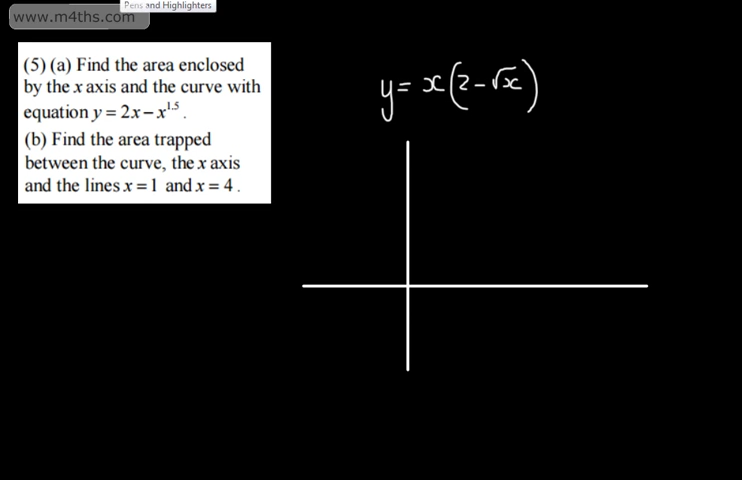 Pens and Highlighters
www.m4ths.com
(5) (a) Find the area enclosed
by the x axis and the curve with
equation y = 2x − x^1.5 .
(b) Find the area trapped
between the curve, the x axis
and the lines x = 1 and x = 4 .
y = x(2 - √x)